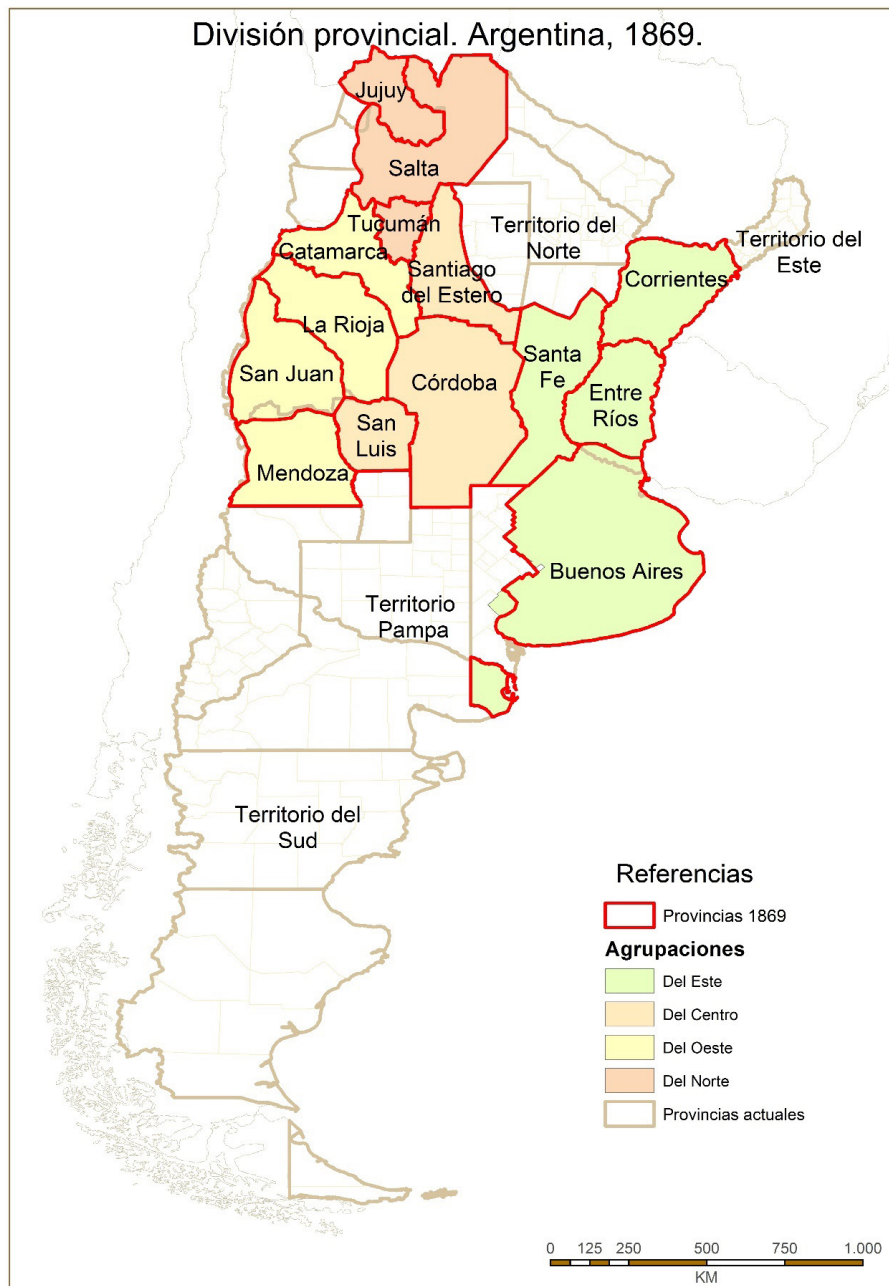 División provincial. Argentina, 1869.
Jujuy
Salta
Tucumán
Catamarca
Territorio del
Norte
Territorio del
Este
Santiago
del Estero
Corrientes
La Rioja
San Juan
Córdoba
Santa
Fe
Entre
Ríos
San
Luis
Mendoza
Buenos Aires
Territorio
Pampa
Territorio del
Sud
Referencias
Provincias 1869
Agrupaciones
Del Este
Del Centro
Del Oeste
Del Norte
Provincias actuales
0 125 250 500 750 1.000
KM